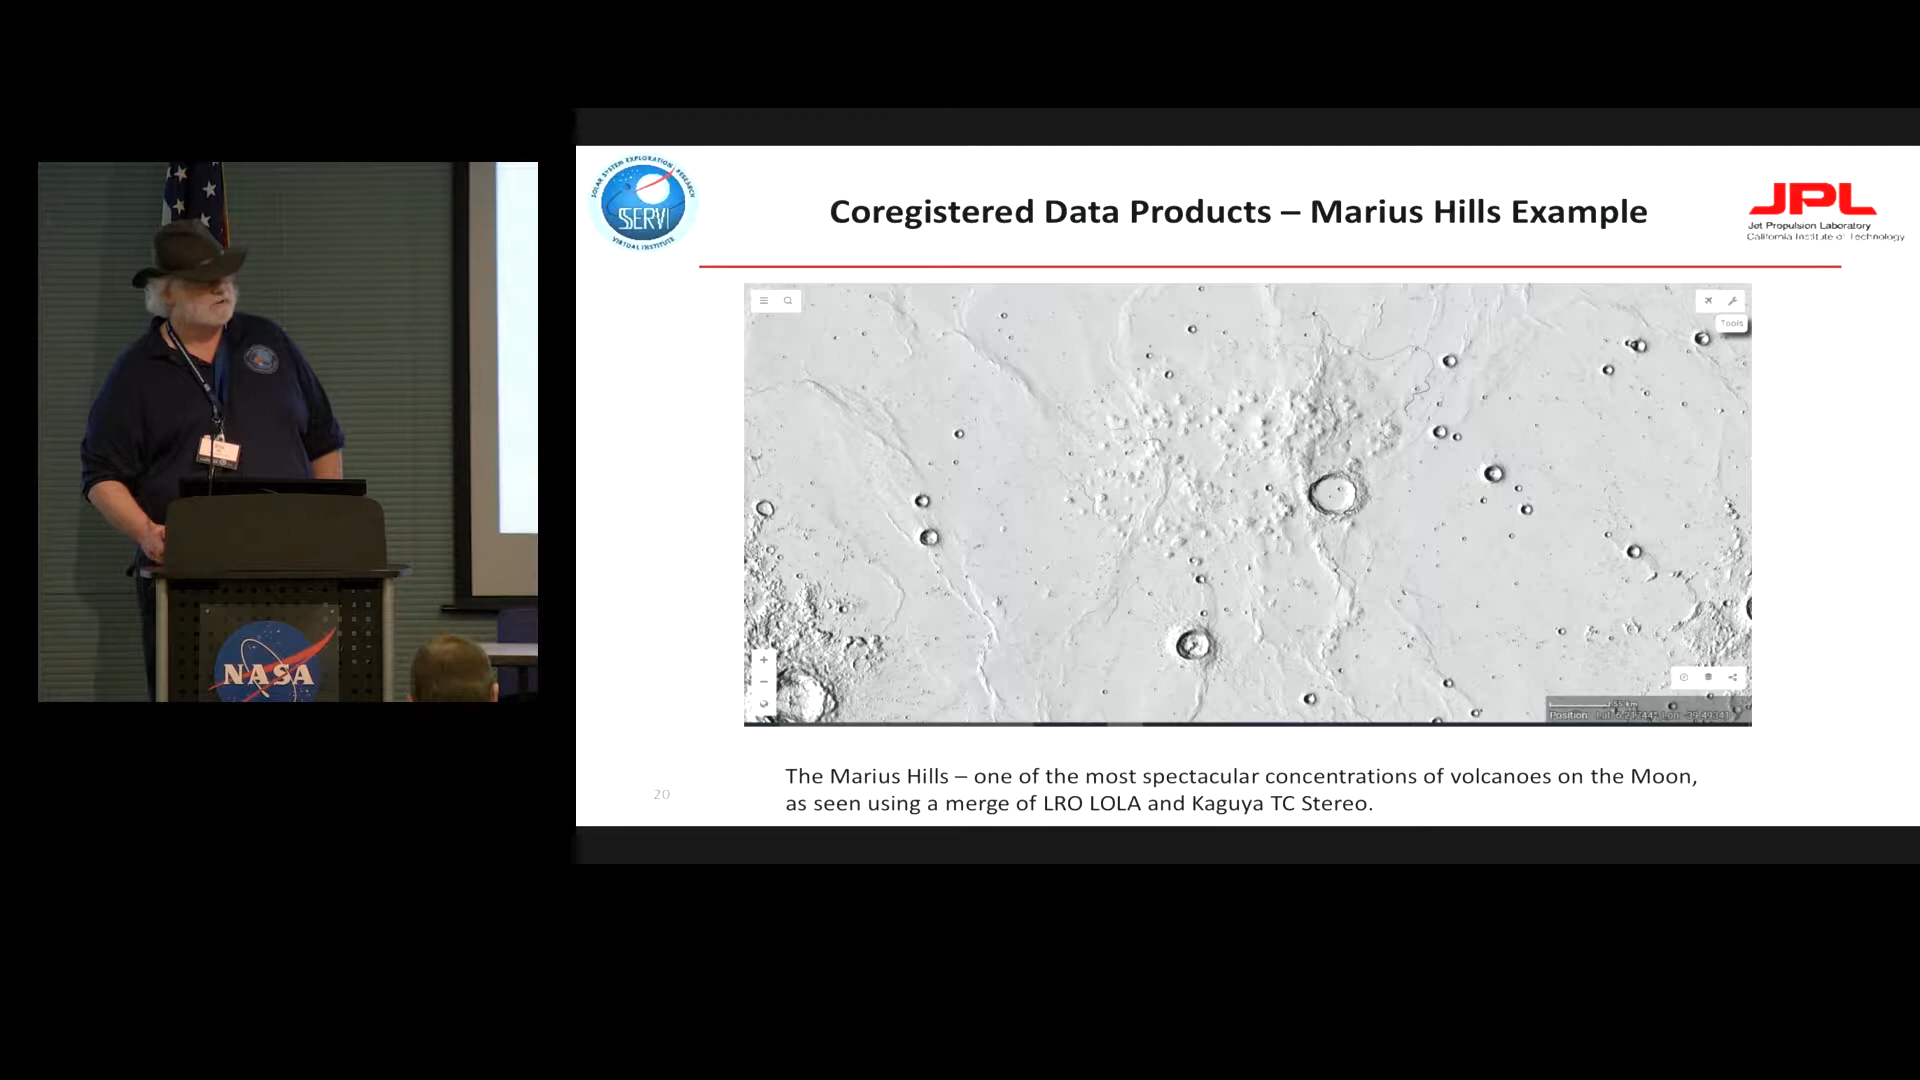 SOLAR SYSTEM EXPLORATION RESEARCH
SSERVI
VIRTUAL INSTITUTE
Coregistered Data Products – Marius Hills Example
JPL
Jet Propulsion Laboratory
California Institute of Technology
Tools
Position:
The Marius Hills – one of the most spectacular concentrations of volcanoes on the Moon,
as seen using a merge of LRO LOLA and Kaguya TC Stereo.
20
NASA